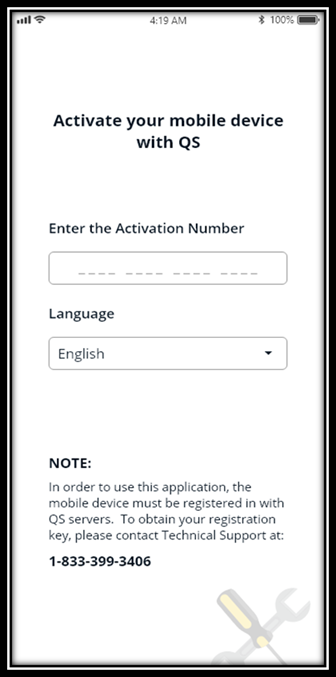 4:19 AM 100%
Activate your mobile device
with QS
Enter the Activation Number
____ ____ ____ ____
Language
English
NOTE:
In order to use this application, the
mobile device must be registered in with
QS servers.  To obtain your registration
key, please contact Technical Support at:
1-833-399-3406